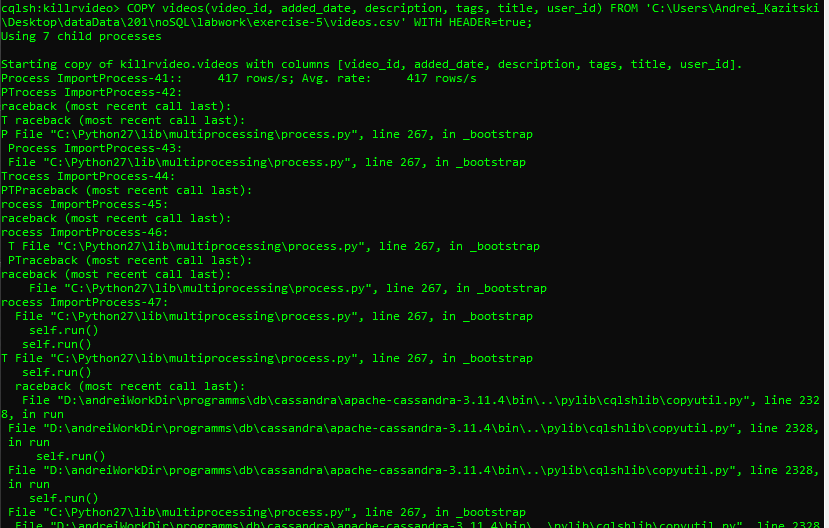 cqlsh:killrvideo> COPY videos(video_id, added_date, description, tags, title, user_id) FROM 'C:\Users\Andrei_Kazitski
\Desktop\dataData\201\noSQL\labwork\exercise-5\videos.csv' WITH HEADER=true;
Using 7 child processes

Starting copy of killrvideo.videos with columns [video_id, added_date, description, tags, title, user_id].
Process ImportProcess-41::     417 rows/s; Avg. rate:     417 rows/s
PTrocess ImportProcess-42:
raceback (most recent call last):
T raceback (most recent call last):
P File "C:\Python27\lib\multiprocessing\process.py", line 267, in _bootstrap
 Process ImportProcess-43:
 File "C:\Python27\lib\multiprocessing\process.py", line 267, in _bootstrap
Trocess ImportProcess-44:
PTPraceback (most recent call last):
rocess ImportProcess-45:
raceback (most recent call last):
rocess ImportProcess-46:
 T File "C:\Python27\lib\multiprocessing\process.py", line 267, in _bootstrap
 PTraceback (most recent call last):
raceback (most recent call last):
    File "C:\Python27\lib\multiprocessing\process.py", line 267, in _bootstrap
rocess ImportProcess-47:
  File "C:\Python27\lib\multiprocessing\process.py", line 267, in _bootstrap
    self.run()
   self.run()
T File "C:\Python27\lib\multiprocessing\process.py", line 267, in _bootstrap
   self.run()
  raceback (most recent call last):
   File "D:\andreiWorkDir\programms\db\cassandra\apache-cassandra-3.11.4\bin\..\pylib\cqlshlib\copyutil.py", line 232
8, in run
 File "D:\andreiWorkDir\programms\db\cassandra\apache-cassandra-3.11.4\bin\..\pylib\cqlshlib\copyutil.py", line 2328,
in run
     self.run()
 File "D:\andreiWorkDir\programms\db\cassandra\apache-cassandra-3.11.4\bin\..\pylib\cqlshlib\copyutil.py", line 2328,
in run
    self.run()
 File "C:\Python27\lib\multiprocessing\process.py", line 267, in _bootstrap
  File "D:\andreiWorkDir\programms\db\cassandra\apache-cassandra-3.11.4\bin\..\pylib\cqlshlib\copyutil.py", line 2328